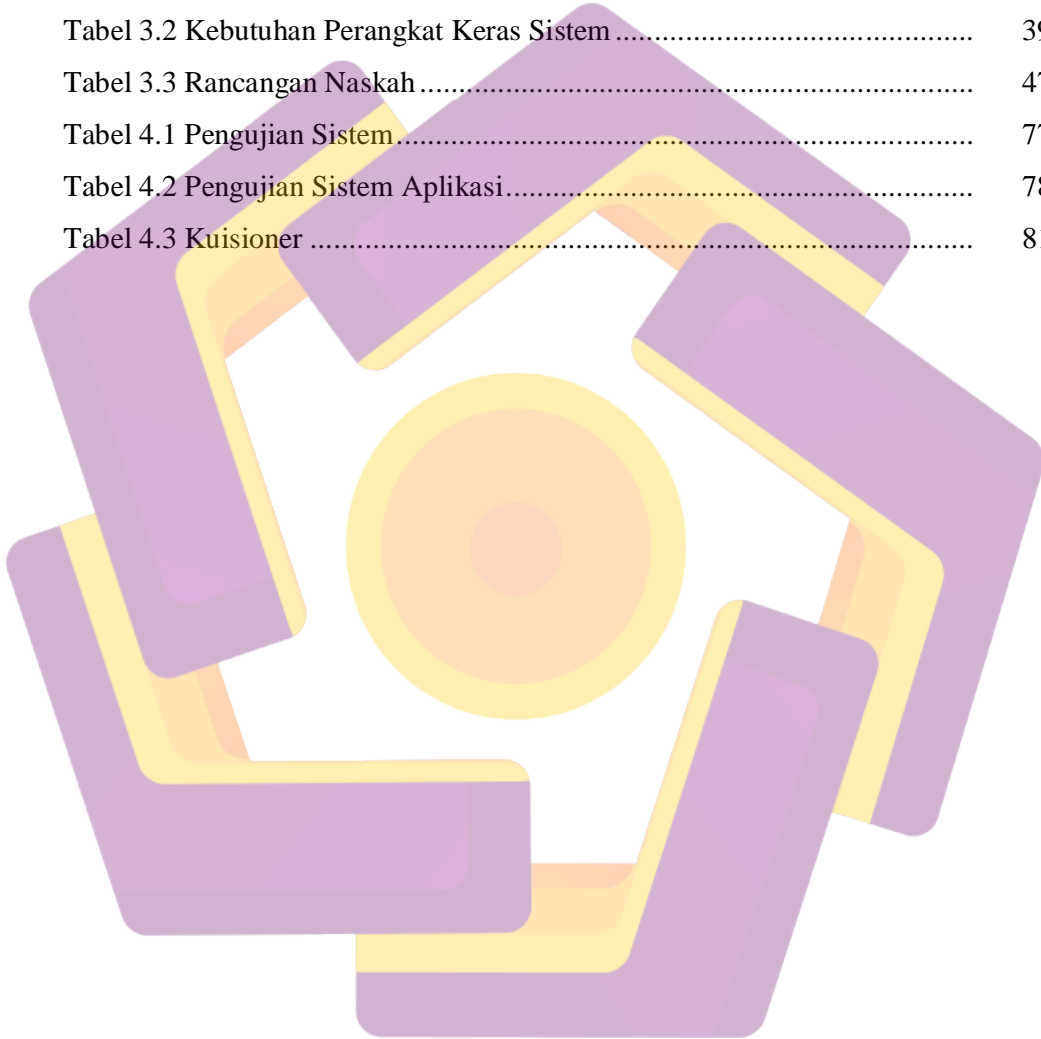 Tabel 3.2 Kebutuhan Perangkat Keras Sistem ............................................... 39
Tabel 3.3 Rancangan Naskah ......................................................................... 47
Tabel 4.1 Pengujian Sistem ............................................................................ 77
Tabel 4.2 Pengujian Sistem Aplikasi .............................................................. 78
Tabel 4.3 Kuisioner ....................................................................................... 81